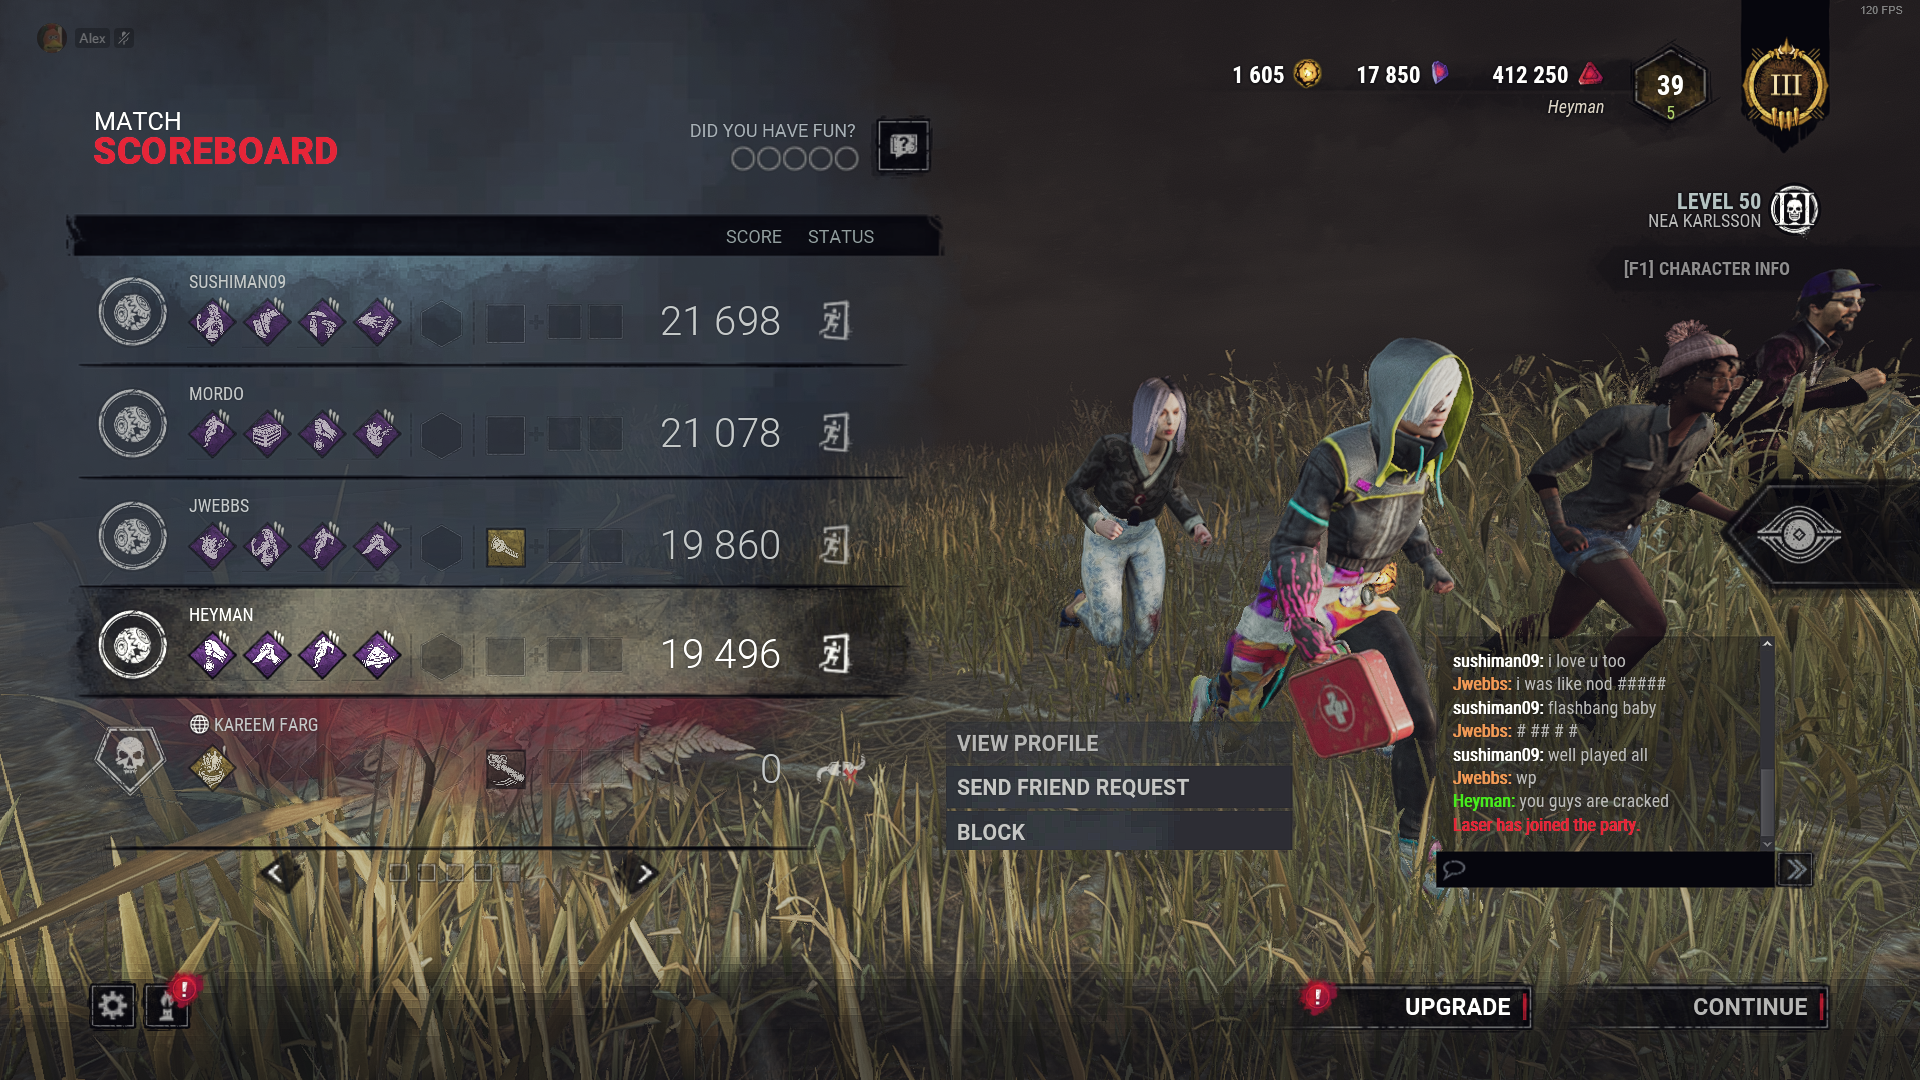 120 FPS
Alex
1 605
17 850
412 250
39
III
Heyman
5
MATCH
SCOREBOARD
DID YOU HAVE FUN?
?
LEVEL 50
NEA KARLSSON
[F1] CHARACTER INFO
SCORE STATUS
SUSHIMAN09
21 698
MORDO
21 078
JWEBBS
19 860
HEYMAN
19 496
KAREEM FARG
0
VIEW PROFILE
SEND FRIEND REQUEST
BLOCK
sushiman09: i love u too
Jwebbs: i was like nod #####
sushiman09: flashbang baby
Jwebbs: # ## # #
sushiman09: well played all
Jwebbs: wp
Heyman: you guys are cracked
Laser has joined the party.
!
!
UPGRADE
CONTINUE